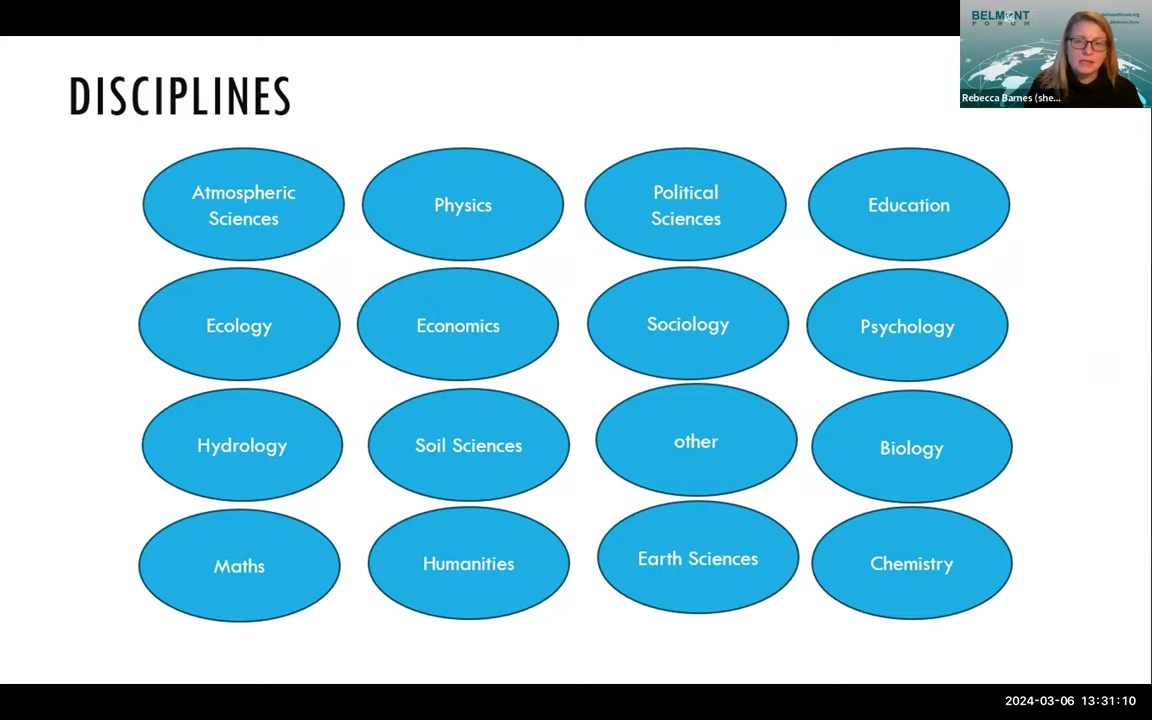 BELMONT
FORUM
Rebecca Barnes (she...
DISCIPLINES
Atmospheric
Sciences
Physics
Political
Sciences
Education
Ecology
Economics
Sociology
Psychology
Hydrology
Soil Sciences
other
Biology
Maths
Humanities
Earth Sciences
Chemistry
2024-03-06 13:31:10